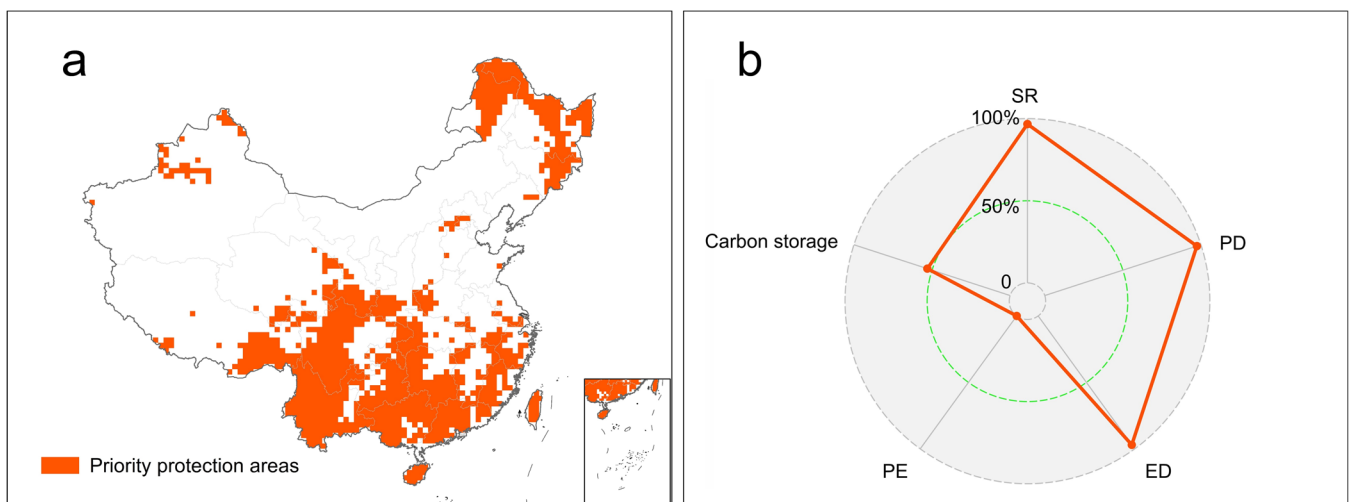 a
Priority protection areas
b
SR
100%
50%
Carbon storage
PD
0
PE
ED